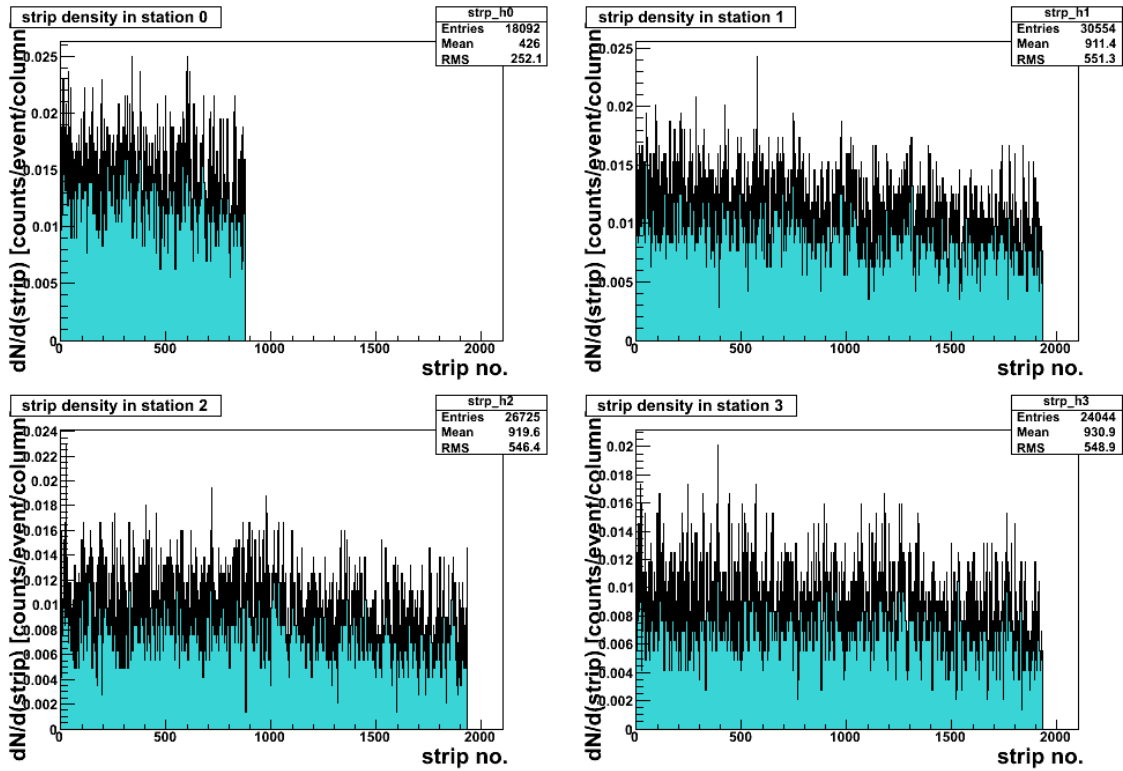 strip density in station 0
strp_h0
Entries 18092
Mean 426
RMS 252.1
dN/d(strip) [counts/event/column
0.025
0.02
0.015
0.01
0.005
0
0 500 1000 1500 2000
strip no.
strip density in station 1
strp_h1
Entries 30554
Mean 911.4
RMS 551.3
dN/d(strip) [counts/event/column
0.025
0.02
0.015
0.01
0.005
0
0 500 1000 1500 2000
strip no.
strip density in station 2
strp_h2
Entries 26725
Mean 919.6
RMS 546.4
dN/d(strip) [counts/event/column
0.024
0.022
0.02
0.018
0.016
0.014
0.012
0.01
0.008
0.006
0.004
0.002
0
0 500 1000 1500 2000
strip no.
strip density in station 3
strp_h3
Entries 24044
Mean 930.9
RMS 548.9
dN/d(strip) [counts/event/column
0.02
0.018
0.016
0.014
0.012
0.01
0.008
0.006
0.004
0.002
0
0 500 1000 1500 2000
strip no.